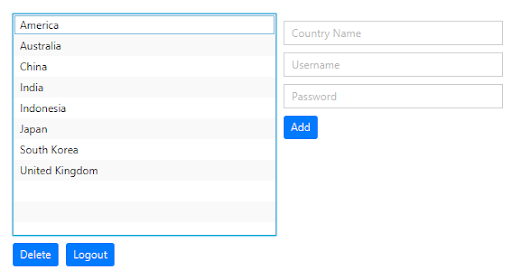 America
Australia
China
India
Indonesia
Japan
South Korea
United Kingdom
Country Name
Username
Password
Add
Delete
Logout